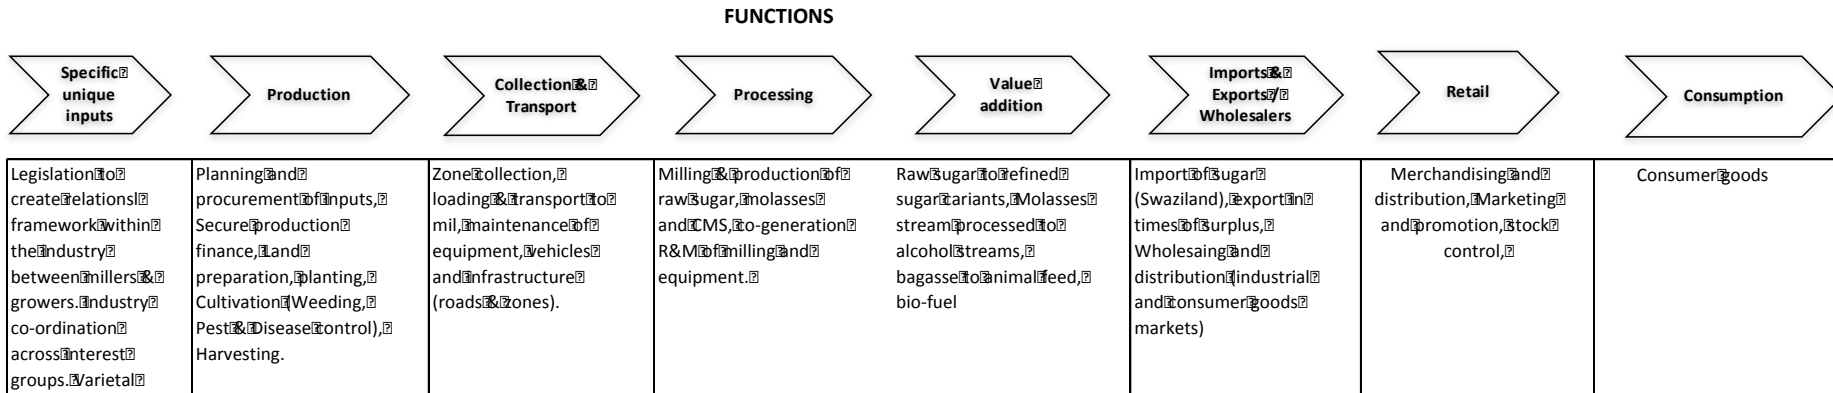 FUNCTIONS
Specific
unique
inputs
Production
Collection &
Transport
Processing
Value
addition
Imports &
Exports /
Wholesalers
Retail
Consumption
Legislation to
create relationsl
framework within
the industry
between millers &
growers. Industry
co-ordination
across interest
groups. Varietal
Planning and
procurement of inputs,
Secure production
finance, Land
preparation, planting,
Cultivation (Weeding,
Pest & Disease control),
Harvesting.
Zone collection,
loading & transport to
mil, maintenance of
equipment, vehicles
and infrastructure
(roads & zones).
Milling & production of
raw sugar, molasses
and CMS, co-generation
R&M of milling and
equipment.
Raw sugar to refined
sugar cariants, Molasses
stream processed to
alcohol streams,
bagasse to animal feed,
bio-fuel
Import of sugar
(Swaziland), export in
times of surplus,
Wholesaing and
distribution (industrial
and consumer goods
markets)
Merchandising and
distribution, Marketing
and promotion, stock
control,
Consumer goods